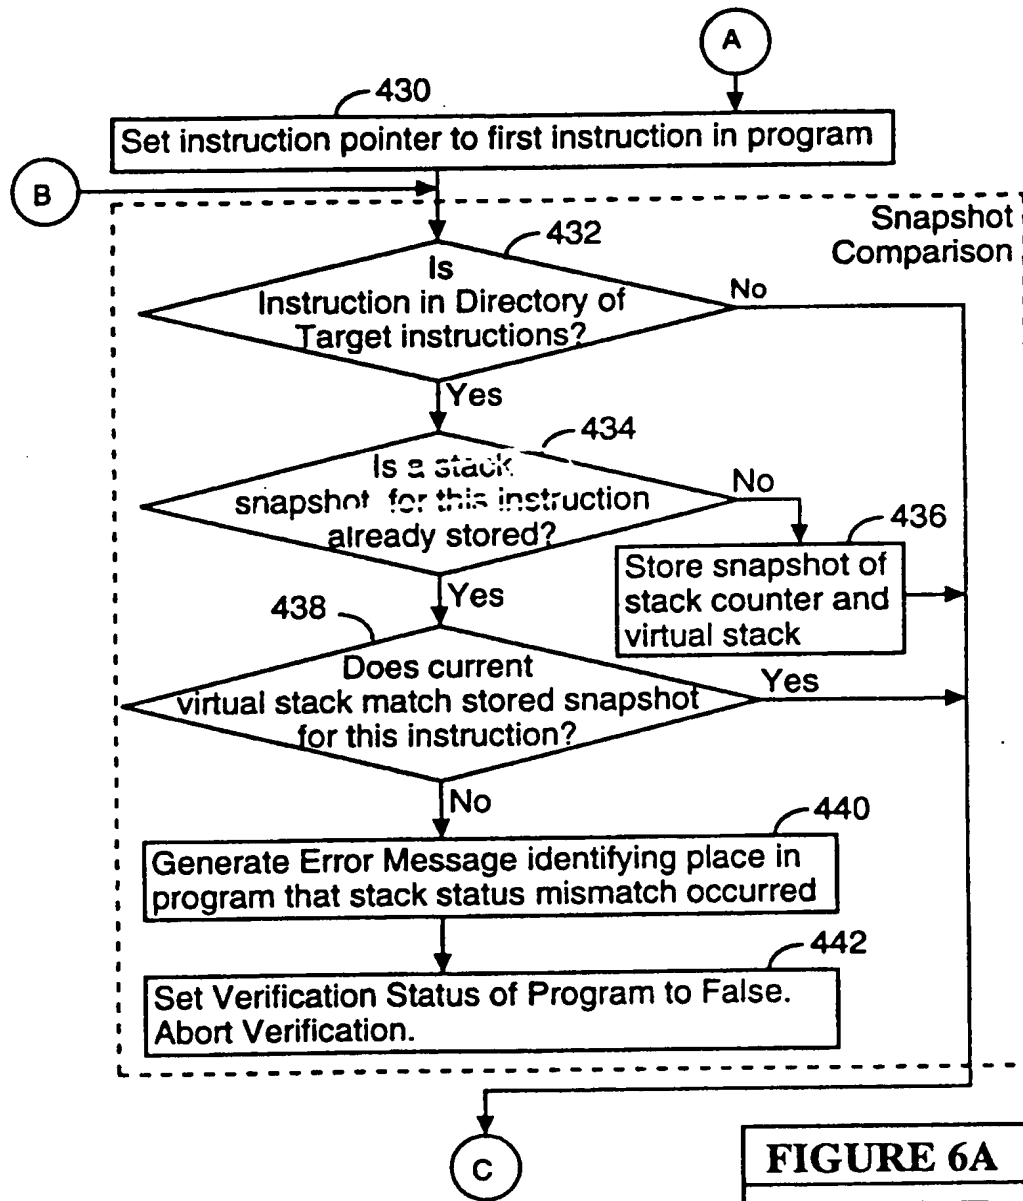 A
430
Set instruction pointer to first instruction in program
B
Snapshot
Comparison
432
Is
Instruction in Directory of
Target instructions?
No
Yes
434
Is a stack
snapshot for this instruction
already stored?
No
436
Store snapshot of
stack counter and
virtual stack
Yes
438
Does current
virtual stack match stored snapshot
for this instruction?
Yes
No
440
Generate Error Message identifying place in
program that stack status mismatch occurred
442
Set Verification Status of Program to False.
Abort Verification.
C
FIGURE 6A